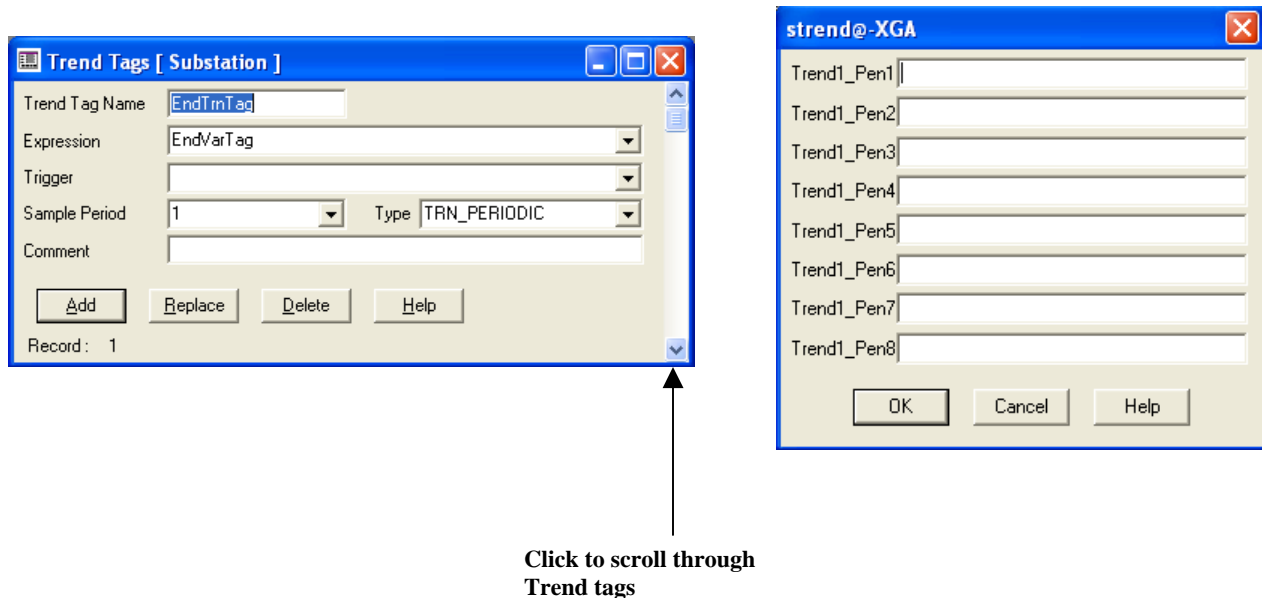 Trend Tags [ Substation ]
Trend Tag Name EndTrnTag
Expression EndVarTag
Trigger
Sample Period 1 Type TRN_PERIODIC
Comment
Add Replace Delete Help
Record : 1
strend@-XGA
Trend1_Pen1
Trend1_Pen2
Trend1_Pen3
Trend1_Pen4
Trend1_Pen5
Trend1_Pen6
Trend1_Pen7
Trend1_Pen8
OK Cancel Help
Click to scroll through
Trend tags